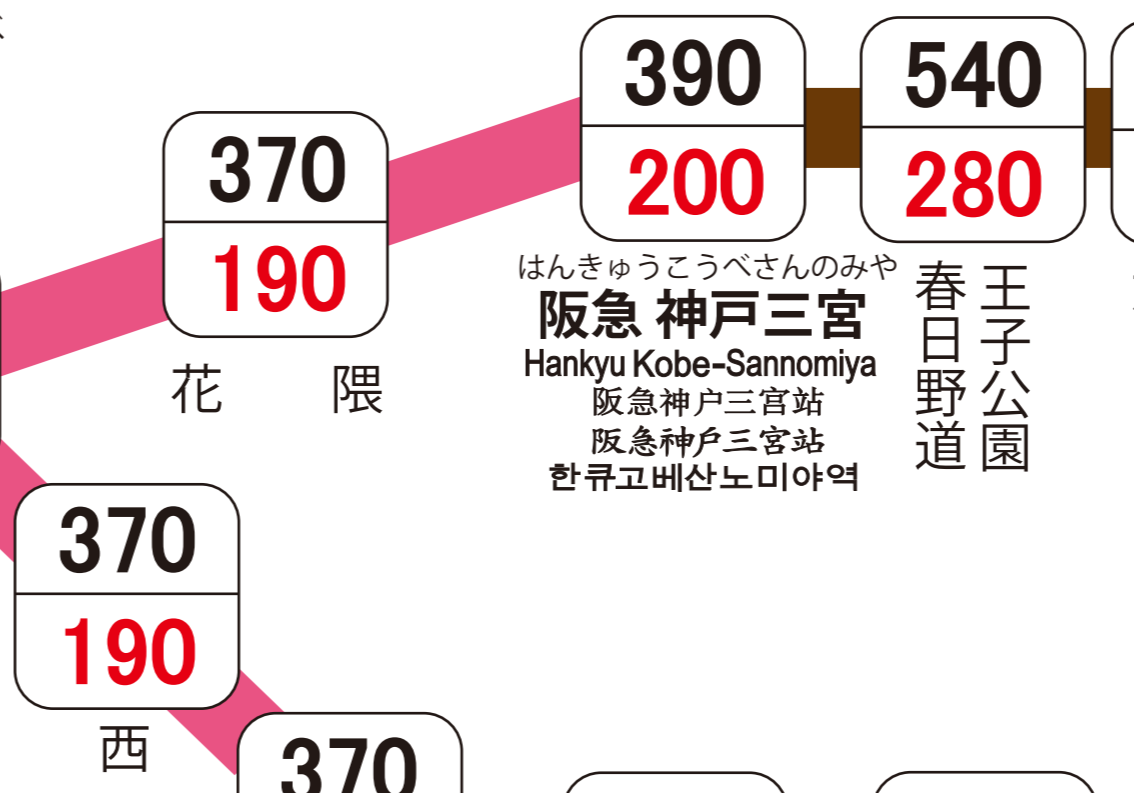 370
190
花隈
390
200
はんきゅうこうべさんのみや
阪急 神戸三宮
Hankyu Kobe-Sannomiya
阪急神户三宫站
阪急神戶三宮站
한큐고베산노미야역
540
280
王子公園
春日野道
370
190
西
370